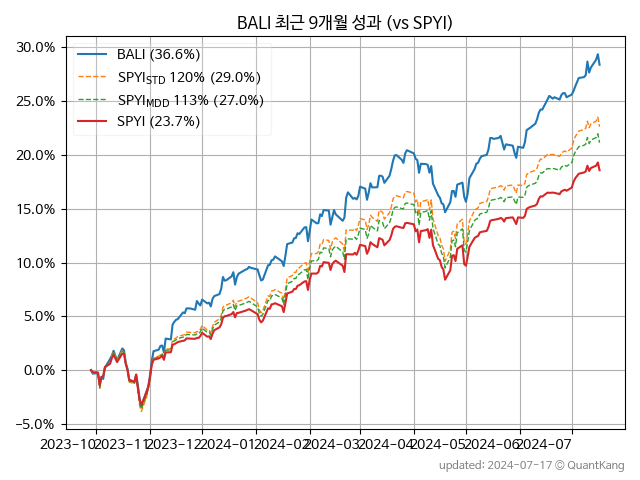 BALI 최근 9개월 성과 (vs SPYI)
30.0%
25.0%
20.0%
15.0%
10.0%
5.0%
0.0%
-5.0%
BALI (36.6%)
SPYI_STD 120% (29.0%)
SPYI_MDD 113% (27.0%)
SPYI (23.7%)
2023-10 2023-11 2023-12 2024-01 2024-02 2024-03 2024-04 2024-05 2024-06 2024-07
updated: 2024-07-17 © QuantKang